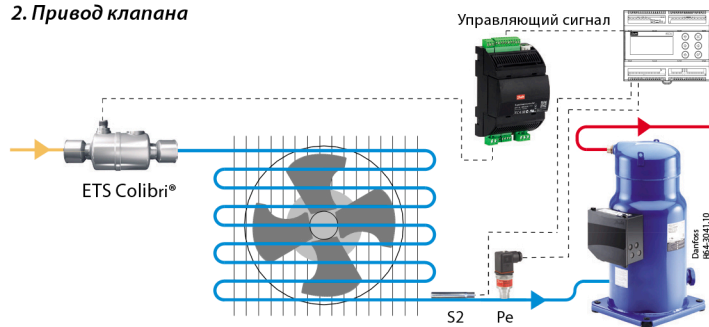 2. Привод клапана
Управляющий сигнал
ETS Colibri®
S2
Pe
Danfoss
R64-3041.10